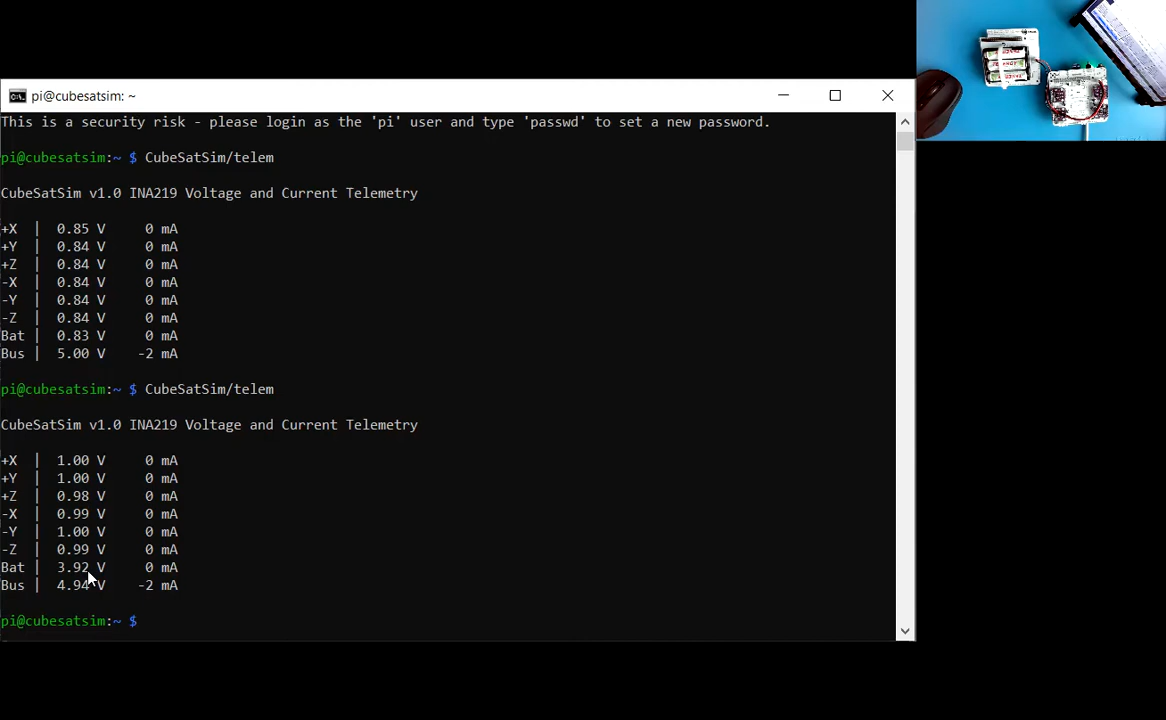 pi@cubesatsim: ~
This is a security risk - please login as the 'pi' user and type 'passwd' to set a new password.
pi@cubesatsim:~ $ CubeSatSim/telem
CubeSatSim v1.0 INA219 Voltage and Current Telemetry
+X | 0.85 V 0 mA
+Y | 0.84 V 0 mA
+Z | 0.84 V 0 mA
-X | 0.84 V 0 mA
-Y | 0.84 V 0 mA
-Z | 0.84 V 0 mA
Bat | 0.83 V 0 mA
Bus | 5.00 V -2 mA
pi@cubesatsim:~ $ CubeSatSim/telem
CubeSatSim v1.0 INA219 Voltage and Current Telemetry
+X | 1.00 V 0 mA
+Y | 1.00 V 0 mA
+Z | 0.98 V 0 mA
-X | 0.99 V 0 mA
-Y | 1.00 V 0 mA
-Z | 0.99 V 0 mA
Bat | 3.92 V 0 mA
Bus | 4.94 V -2 mA
pi@cubesatsim:~ $